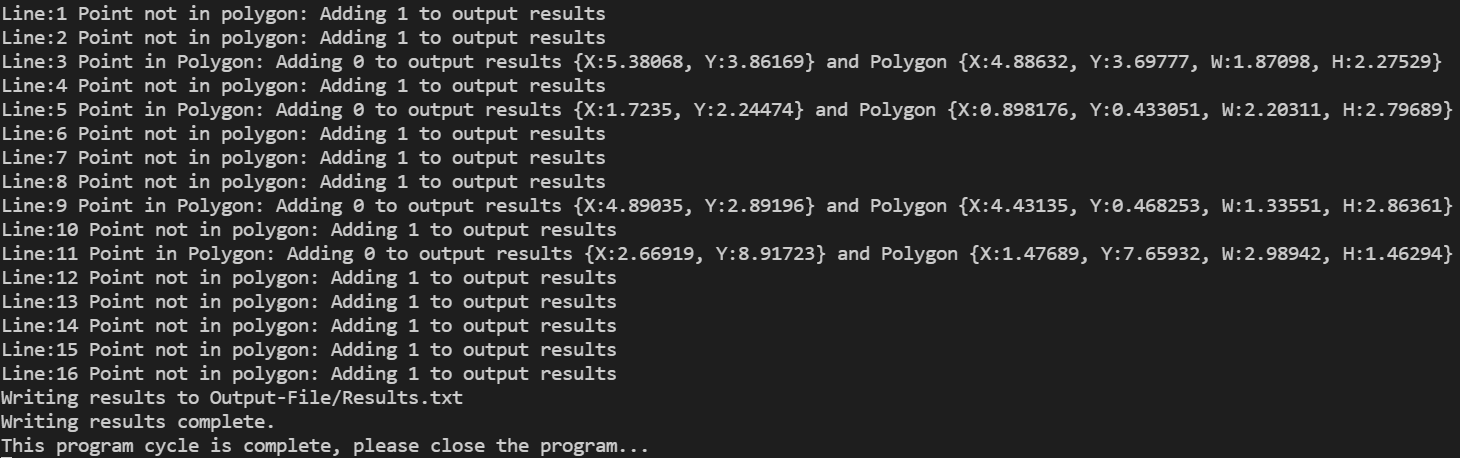 Line:1 Point not in polygon: Adding 1 to output results
Line:2 Point not in polygon: Adding 1 to output results
Line:3 Point in Polygon: Adding 0 to output results {X:5.38068, Y:3.86169} and Polygon {X:4.88632, Y:3.69777, W:1.87098, H:2.27529}
Line:4 Point not in polygon: Adding 1 to output results
Line:5 Point in Polygon: Adding 0 to output results {X:1.7235, Y:2.24474} and Polygon {X:0.898176, Y:0.433051, W:2.20311, H:2.79689}
Line:6 Point not in polygon: Adding 1 to output results
Line:7 Point not in polygon: Adding 1 to output results
Line:8 Point not in polygon: Adding 1 to output results
Line:9 Point in Polygon: Adding 0 to output results {X:4.89035, Y:2.89196} and Polygon {X:4.43135, Y:0.468253, W:1.33551, H:2.86361}
Line:10 Point not in polygon: Adding 1 to output results
Line:11 Point in Polygon: Adding 0 to output results {X:2.66919, Y:8.91723} and Polygon {X:1.47689, Y:7.65932, W:2.98942, H:1.46294}
Line:12 Point not in polygon: Adding 1 to output results
Line:13 Point not in polygon: Adding 1 to output results
Line:14 Point not in polygon: Adding 1 to output results
Line:15 Point not in polygon: Adding 1 to output results
Line:16 Point not in polygon: Adding 1 to output results
Writing results to Output-File/Results.txt
Writing results complete.
This program cycle is complete, please close the program...